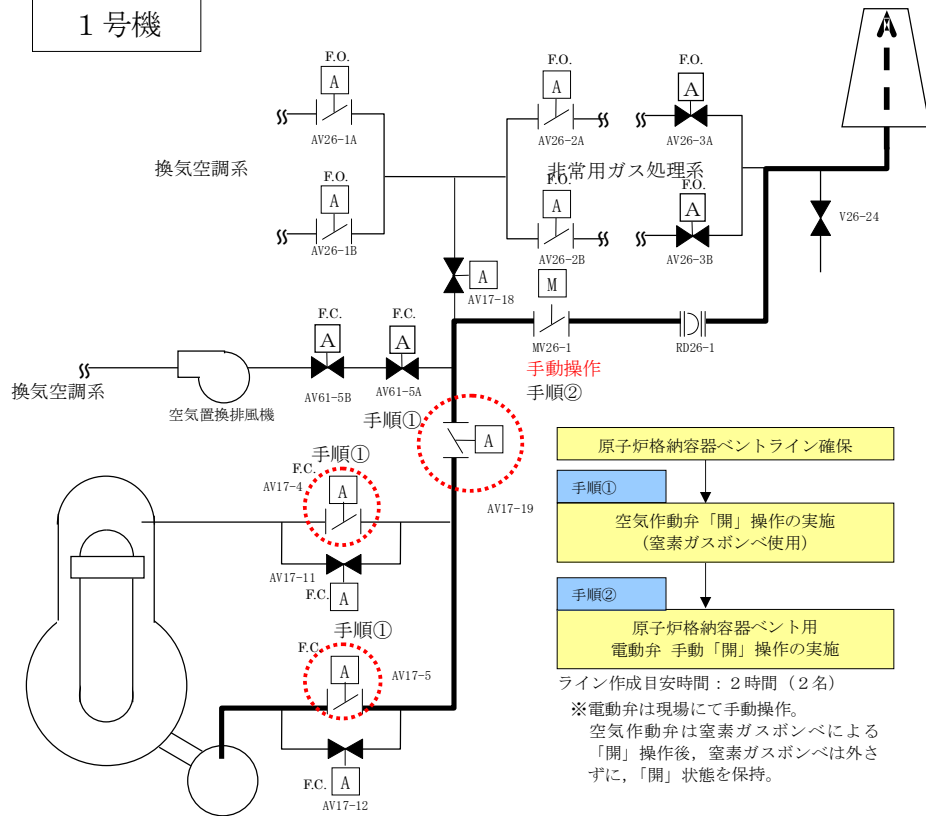 １号機
F.O.
A
AV26-1A
F.O.
A
AV26-2A
F.O.
A
AV26-3A
換気空調系
非常用ガス処理系
F.O.
A
AV26-1B
F.O.
A
AV26-2B
F.O.
A
AV26-3B
V26-24
A
AV17-18
M
MV26-1
RD26-1
手動操作
手順②
F.C.
A
AV61-5B
F.C.
A
AV61-5A
換気空調系
空気置換排風機
手順①
A
AV17-19
手順①
F.C.
AV17-4
A
AV17-11
F.C.
A
手順①
F.C.
A
AV17-5
F.C.
A
AV17-12
原子炉格納容器ベントライン確保
手順①
空気作動弁「開」操作の実施
（窒素ガスボンベ使用）
手順②
原子炉格納容器ベント用
電動弁 手動「開」操作の実施
ライン作成目安時間：２時間（２名）
※電動弁は現場にて手動操作。
空気作動弁は窒素ガスボンベによる
「開」操作後，窒素ガスボンベは外さ
ずに，「開」状態を保持。